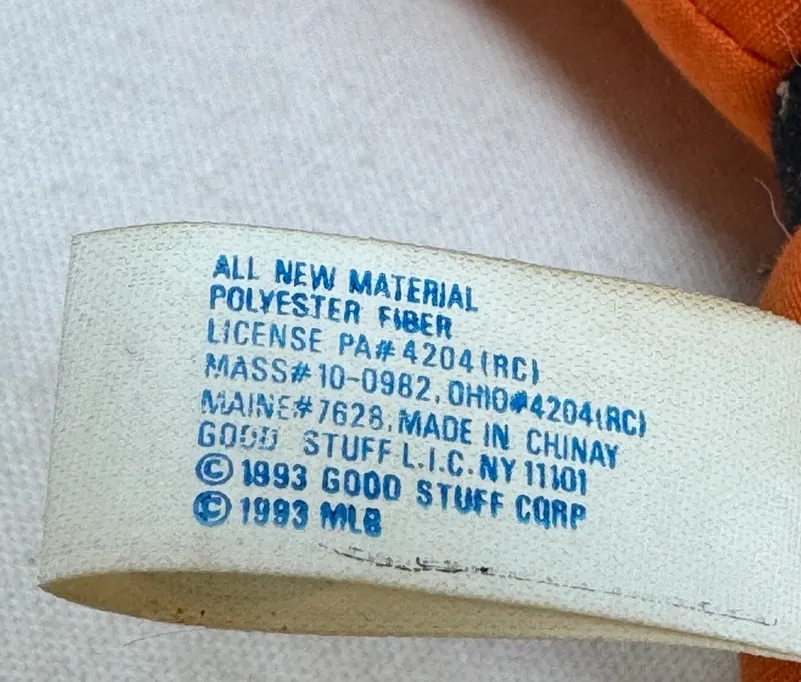 ALL NEW MATERIAL
POLYESTER FIBER
LICENSE PA# 4204(RC)
MASS#10-0982, OHIO#4204(RC)
MAINE#7628, MADE IN CHINAY
GOOD STUFF L.I.C. NY 11101
© 1993 GOOD STUFF CORP
© 1993 MLB